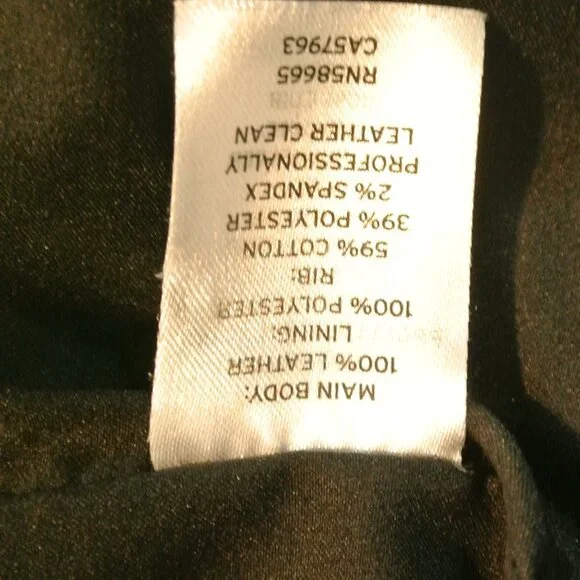 MAIN BODY:
100% LEATHER
LINING:
100% POLYESTER
RIB:
59% COTTON
39% POLYESTER
2% SPANDEX
PROFESSIONALLY
LEATHER CLEAN
RN58665
CA57963